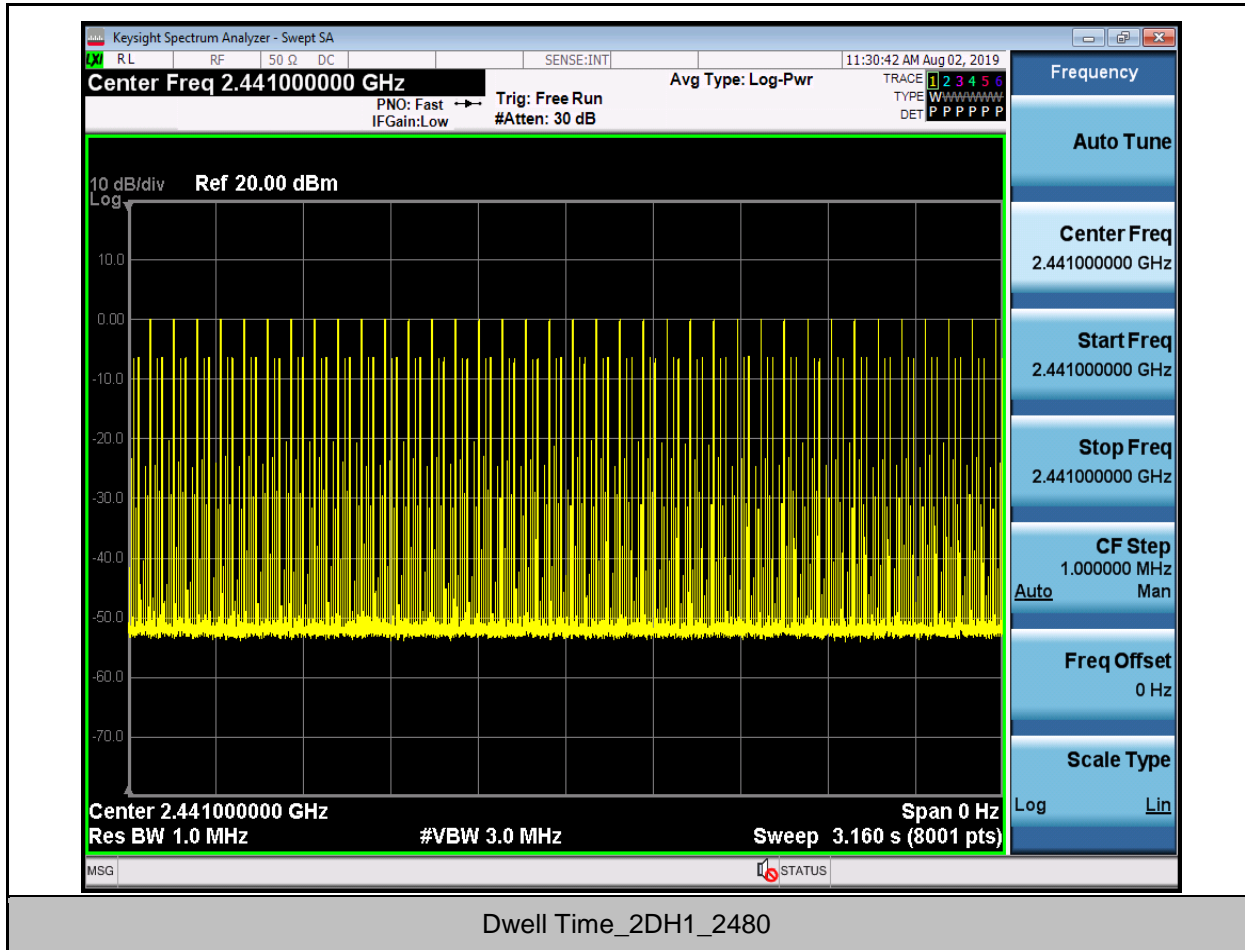 Keysight Spectrum Analyzer - Swept SA
LXI RL RF 50 Ω DC SENSE:INT 11:30:42 AM Aug 02, 2019
Center Freq 2.441000000 GHz Avg Type: Log-Pwr TRACE 1 2 3 4 5 6
PNO: Fast Trig: Free Run TYPE WWWWWW
IFGain:Low #Atten: 30 dB DET P P P P P P
10 dB/div Ref 20.00 dBm
Log
10.0
0.00
-10.0
-20.0
-30.0
-40.0
-50.0
-60.0
-70.0
Center 2.441000000 GHz Span 0 Hz
Res BW 1.0 MHz #VBW 3.0 MHz Sweep 3.160 s (8001 pts)
MSG STATUS
Frequency
Auto Tune
Center Freq
2.441000000 GHz
Start Freq
2.441000000 GHz
Stop Freq
2.441000000 GHz
CF Step
1.000000 MHz
Auto Man
Freq Offset
0 Hz
Scale Type
Log Lin
Dwell Time_2DH1_2480